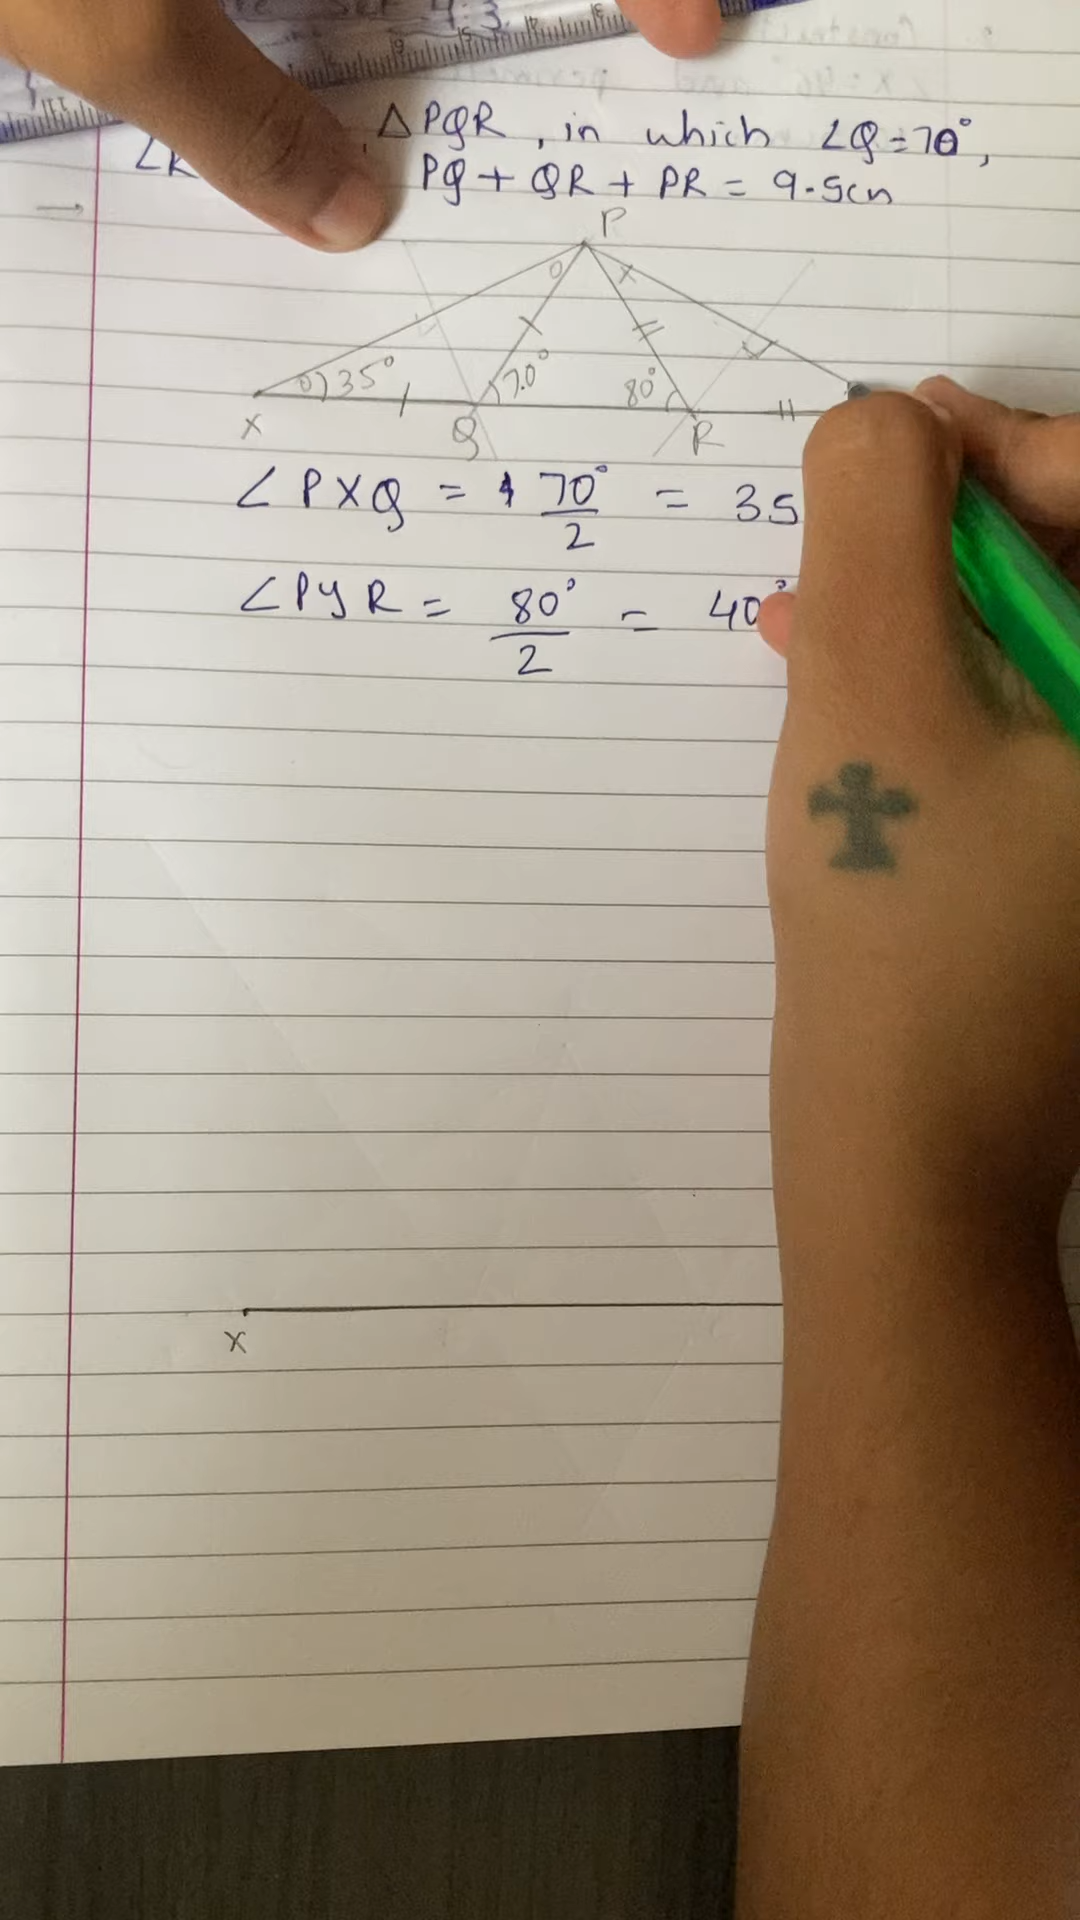 △PQR, in which ∠Q = 70°,
PQ + QR + PR = 9.5cm
P
o x
o) 35° 70° 80°
X Q R
∠PXQ = 70°/2 = 35
∠PYR = 80°/2 = 40°
X